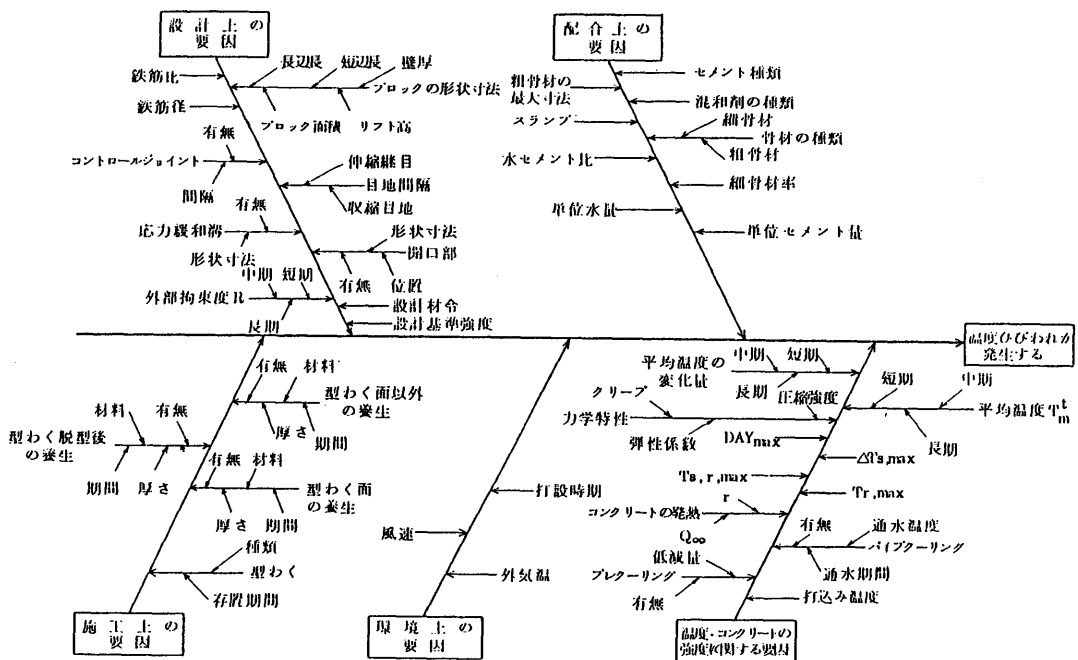 設計上の
要因
鉄筋比
長辺長
短辺長
壁厚
ブロックの形状寸法
鉄筋径
ブロック面積
リフト高
有無
コントロールジョイント
間隔
伸縮継目
目地間隔
収縮目地
有無
応力緩和溝
形状寸法
形状寸法
開口部
有無
位置
中期
短期
外部拘束度R
長期
設計材令
設計基準強度
配合上の
要因
セメント種類
粗骨材の
最大寸法
混和剤の種類
スランプ
細骨材
骨材の種類
粗骨材
水セメント比
細骨材率
単位水量
単位セメント量
温度ひびわれが
発生する
有無
材料
型わく面以外
の養生
厚さ
期間
材料
有無
型わく脱型後
の養生
期間
厚さ
有無
材料
型わく面
の養生
厚さ
期間
種類
型わく
存置期間
施工上の
要因
打設時期
風速
外気温
環境上の
要因
平均温度の
変化量
中期
短期
長期
短期
中期
平均温度Tₘᵗ
長期
クリープ
圧縮強度
力学特性
弾性係数
DAYmax
ΔTs,max
Ts,r,max
Tr,max
r
コンクリートの発熱
Q∞
有無
通水温度
パイプクーリング
通水期間
低減量
プレクーリング
有無
打込み温度
温度・コンクリートの
強度に関する要因